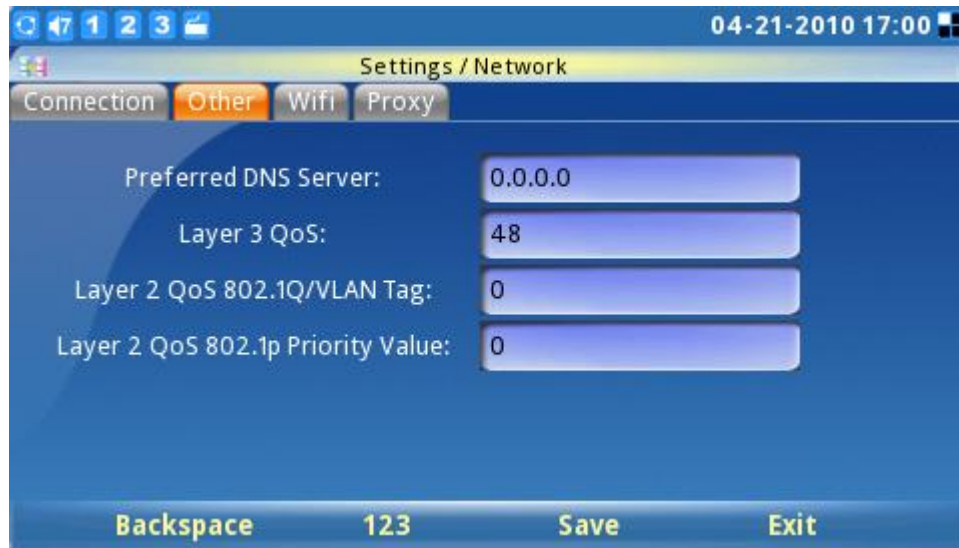 7 1 2 3 04-21-2010 17:00
Settings / Network
Connection Other Wifi Proxy
Preferred DNS Server: 0.0.0.0
Layer 3 QoS: 48
Layer 2 QoS 802.1Q/VLAN Tag: 0
Layer 2 QoS 802.1p Priority Value: 0
Backspace 123 Save Exit